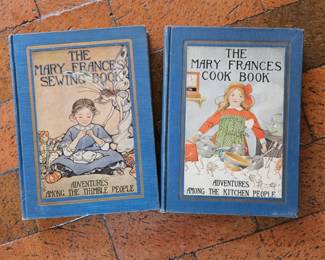 THE
MARY FRANCES
SEWING BOOK
ADVENTURES
AMONG THE THIMBLE PEOPLE
THE
MARY FRANCES
COOK BOOK
ADVENTURES
AMONG THE KITCHEN PEOPLE